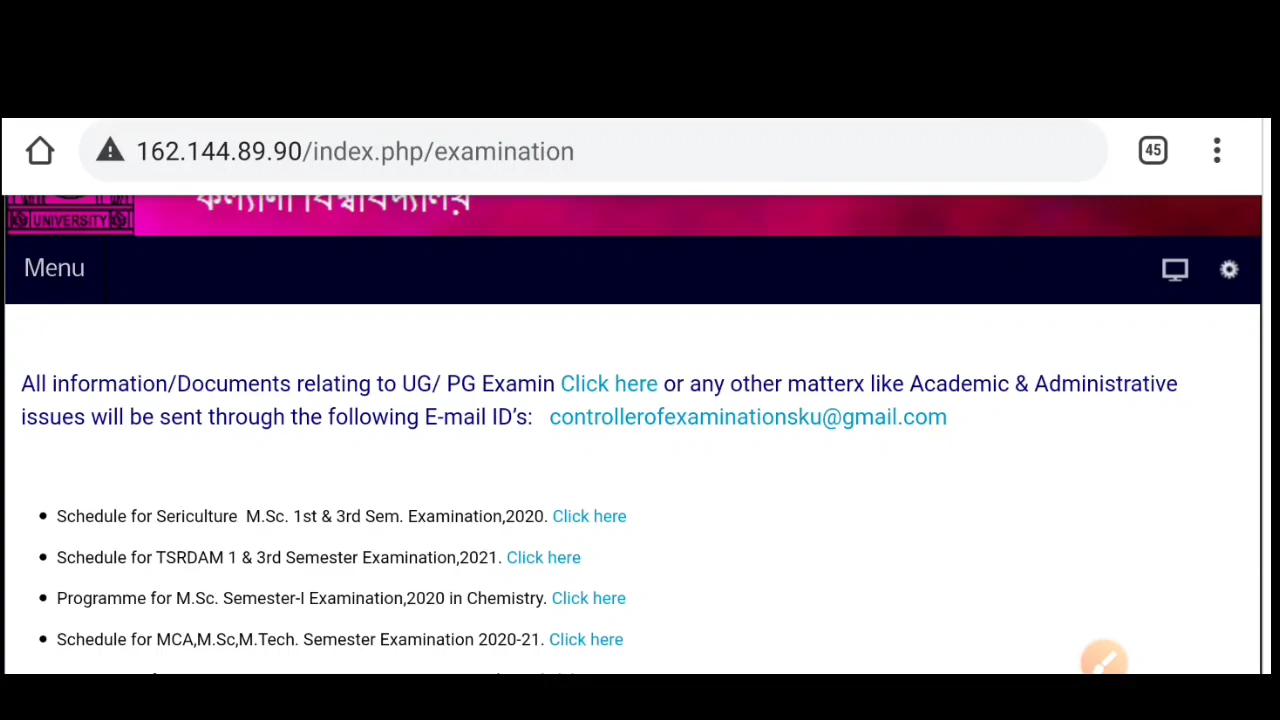 162.144.89.90/index.php/examination
45
কল্যাণী বিশ্ববিদ্যালয়
UNIVERSITY
Menu
All information/Documents relating to UG/ PG Examin Click here or any other matterx like Academic & Administrative
issues will be sent through the following E-mail ID’s: controllerofexaminationsku@gmail.com
Schedule for Sericulture M.Sc. 1st & 3rd Sem. Examination,2020. Click here
Schedule for TSRDAM 1 & 3rd Semester Examination,2021. Click here
Programme for M.Sc. Semester-I Examination,2020 in Chemistry. Click here
Schedule for MCA,M.Sc,M.Tech. Semester Examination 2020-21. Click here